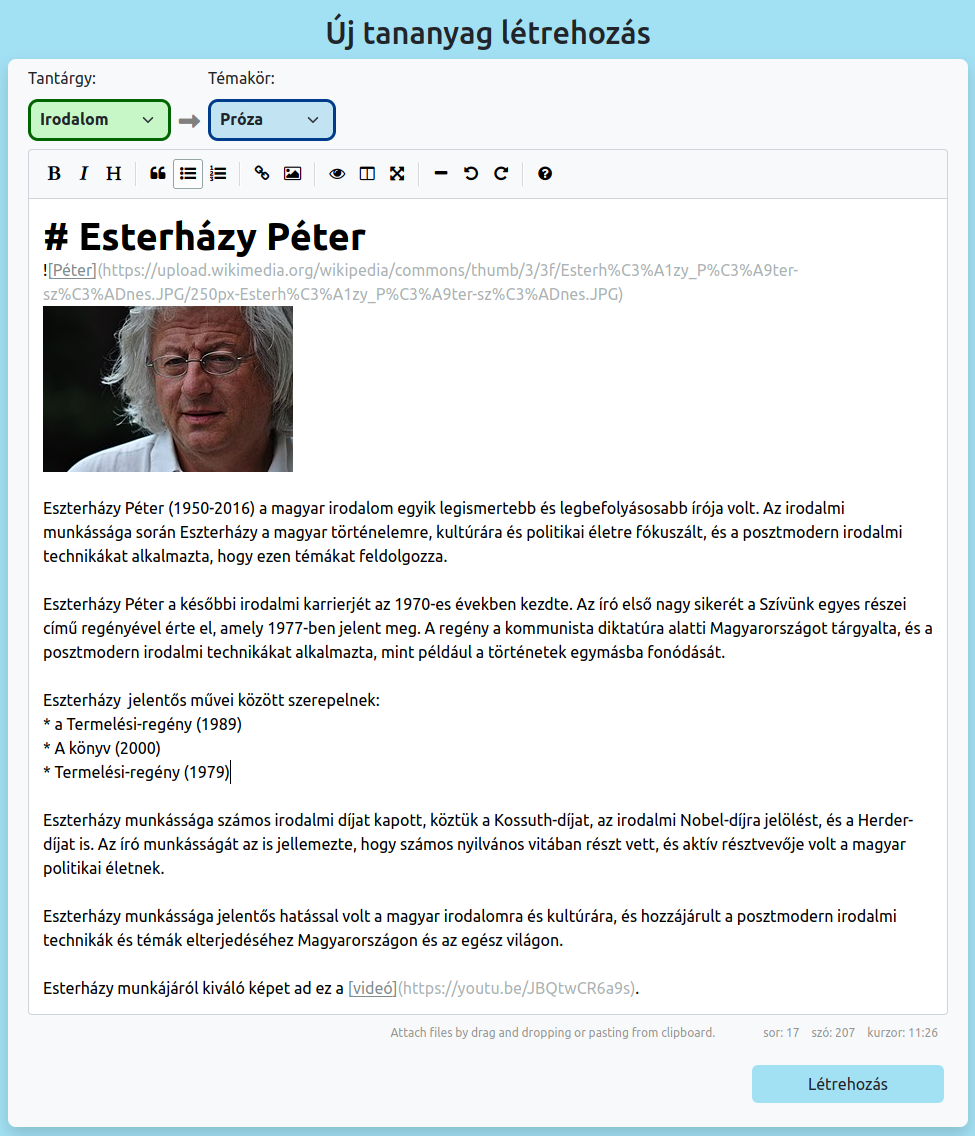 Új tananyag létrehozás
Tantárgy:
Témakör:
Irodalom
Próza
B I H
# Esterházy Péter
![Péter](https://upload.wikimedia.org/wikipedia/commons/thumb/3/3f/Esterh%C3%A1zy_P%C3%A9ter-
sz%C3%ADnes.JPG/250px-Esterh%C3%A1zy_P%C3%A9ter-sz%C3%ADnes.JPG)
Eszterházy Péter (1950-2016) a magyar irodalom egyik legismertebb és legbefolyásosabb írója volt. Az irodalmi
munkássága során Eszterházy a magyar történelemre, kultúrára és politikai életre fókuszált, és a posztmodern irodalmi
technikákat alkalmazta, hogy ezen témákat feldolgozza.
Eszterházy Péter a későbbi irodalmi karrierjét az 1970-es években kezdte. Az író első nagy sikerét a Szívünk egyes részei
című regényével érte el, amely 1977-ben jelent meg. A regény a kommunista diktatúra alatti Magyarországot tárgyalta, és a
posztmodern irodalmi technikákat alkalmazta, mint például a történetek egymásba fonódását.
Eszterházy  jelentős művei között szerepelnek:
* a Termelési-regény (1989)
* A könyv (2000)
* Termelési-regény (1979)
Eszterházy munkássága számos irodalmi díjat kapott, köztük a Kossuth-díjat, az irodalmi Nobel-díjra jelölést, és a Herder-
díjat is. Az író munkásságát az is jellemezte, hogy számos nyilvános vitában részt vett, és aktív résztvevője volt a magyar
politikai életnek.
Eszterházy munkássága jelentős hatással volt a magyar irodalomra és kultúrára, és hozzájárult a posztmodern irodalmi
technikák és témák elterjedéséhez Magyarországon és az egész világon.
Esterházy munkájáról kiváló képet ad ez a [videó](https://youtu.be/JBQtwCR6a9s).
Attach files by drag and dropping or pasting from clipboard.
sor: 17 szó: 207 kurzor: 11:26
Létrehozás